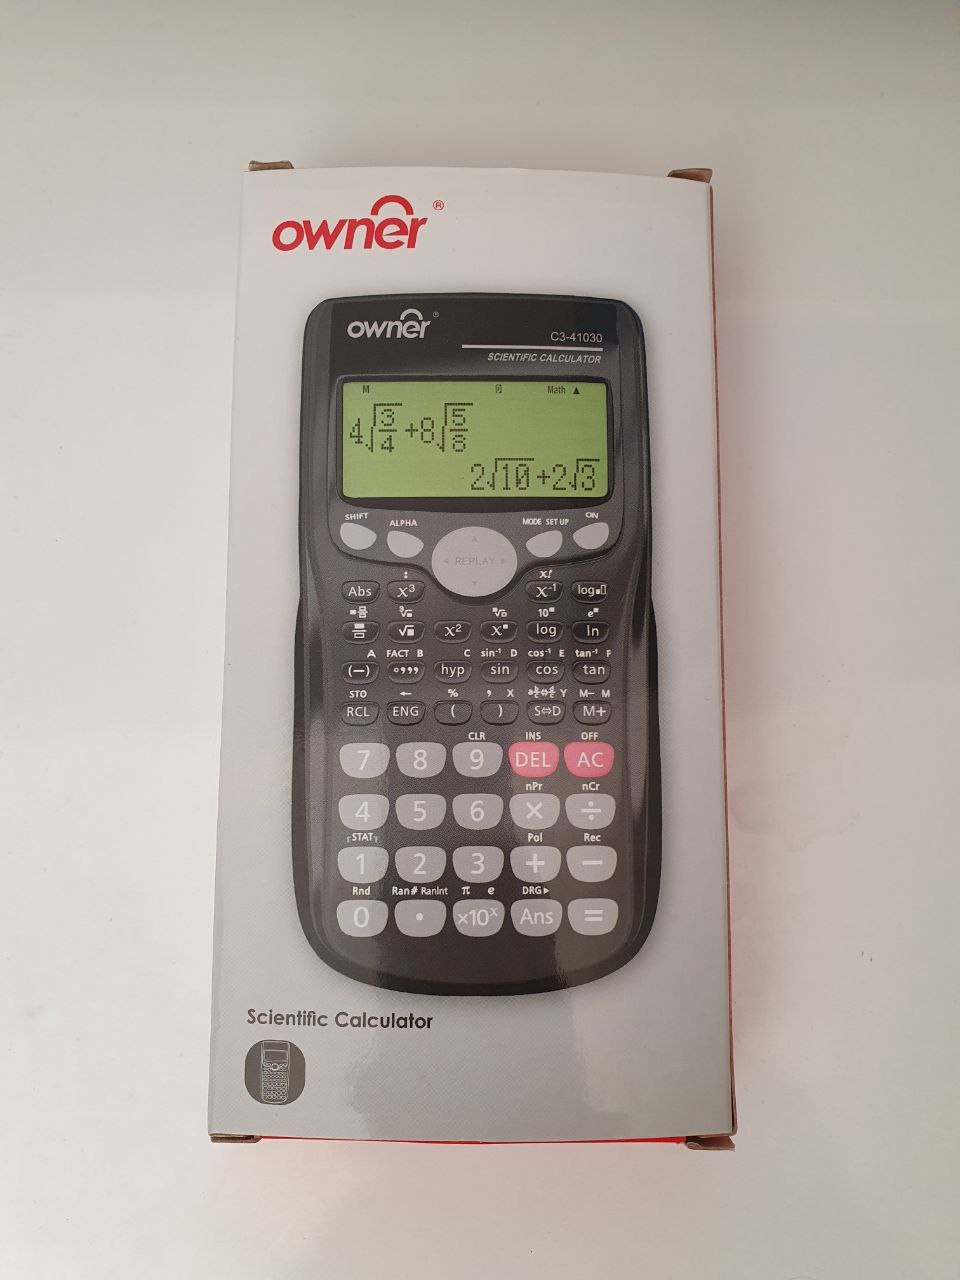 owner®
owner®
C3-41030
SCIENTIFIC CALCULATOR
M D Math ▲
4√3/4+8√5/8
2√10+2√3
SHIFT ALPHA MODE SET UP ON
◄ REPLAY ►
: x!
Abs x³ x⁻¹ log■□
³√■ ■√□ 10■ e■
√■ x² x■ log ln
A FACT B C sin⁻¹ D cos⁻¹ E tan⁻¹ F
(—) °,,, hyp sin cos tan
STO ← % , X a b/c⇔d/c Y M– M
RCL ENG ( ) S⇔D M+
CLR INS OFF
7 8 9 DEL AC
nPr nCr
4 5 6 × ÷
STAT Pol Rec
1 2 3 + −
Rnd Ran# RanInt π e DRG►
0 • ×10ˣ Ans =
Scientific Calculator